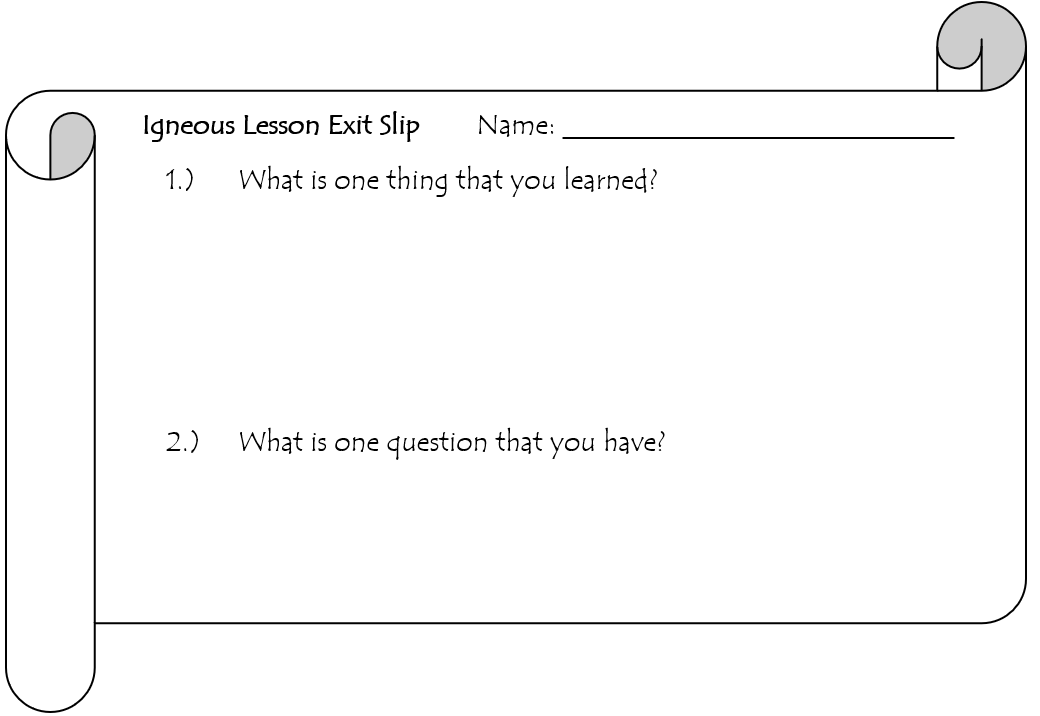 Igneous Lesson Exit Slip Name: ____________________________
1.) What is one thing that you learned?
2.) What is one question that you have?